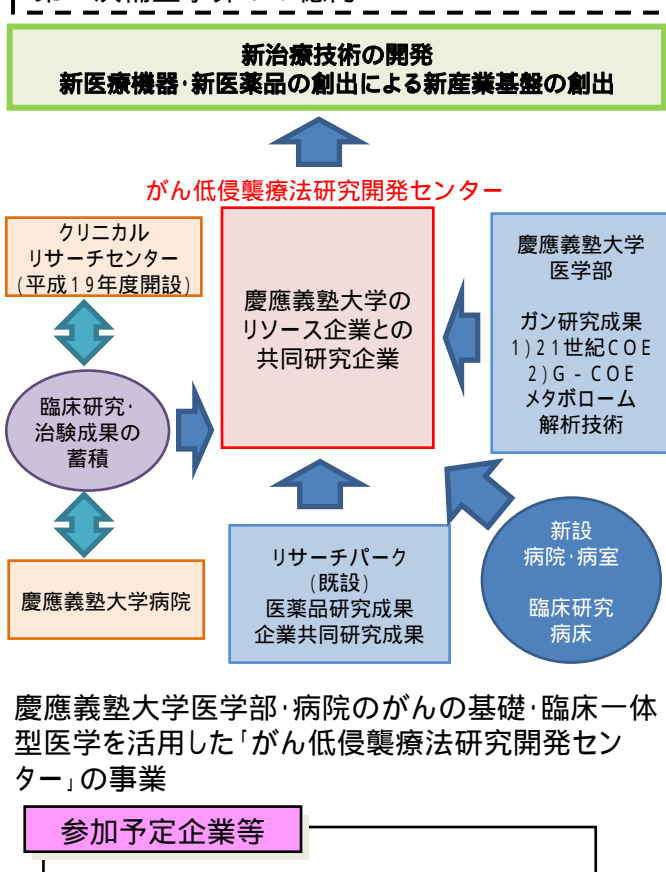 新治療技術の開発
新医療機器・新医薬品の創出による新産業基盤の創出
がん低侵襲療法研究開発センター
クリニカル
リサーチセンター
(平成19年度開設)
慶應義塾大学の
リソース企業との
共同研究企業
慶應義塾大学
医学部
ガン研究成果
1)21世紀COE
2)G-COE
メタボローム
解析技術
臨床研究・
治験成果の
蓄積
慶應義塾大学病院
リサーチパーク
(既設)
医薬品研究成果
企業共同研究成果
新設
病院・病室
臨床研究
病床
慶應義塾大学医学部・病院のがんの基礎・臨床一体
型医学を活用した「がん低侵襲療法研究開発セン
ター」の事業
参加予定企業等